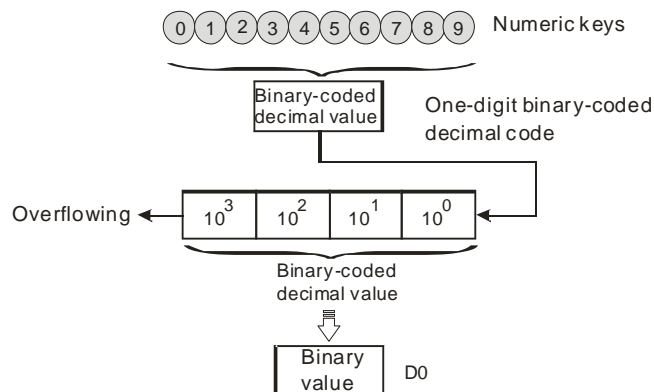 0 1 2 3 4 5 6 7 8 9 Numeric keys
Binary-coded
decimal value
One-digit binary-coded
decimal code
Overflowing
10^3 10^2 10^1 10^0
Binary-coded
decimal value
Binary
value
D0